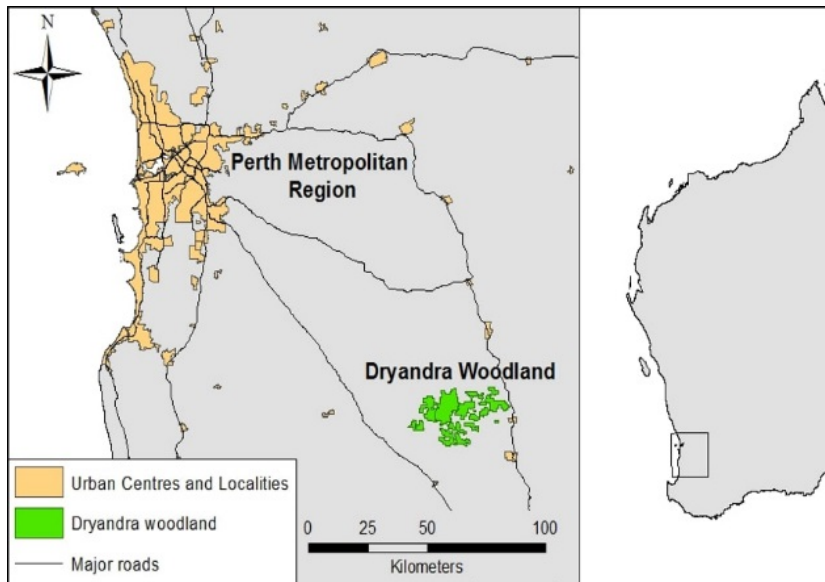 N
Perth Metropolitan
Region
Dryandra Woodland
Urban Centres and Localities
Dryandra woodland
Major roads
0 25 50 100
Kilometers